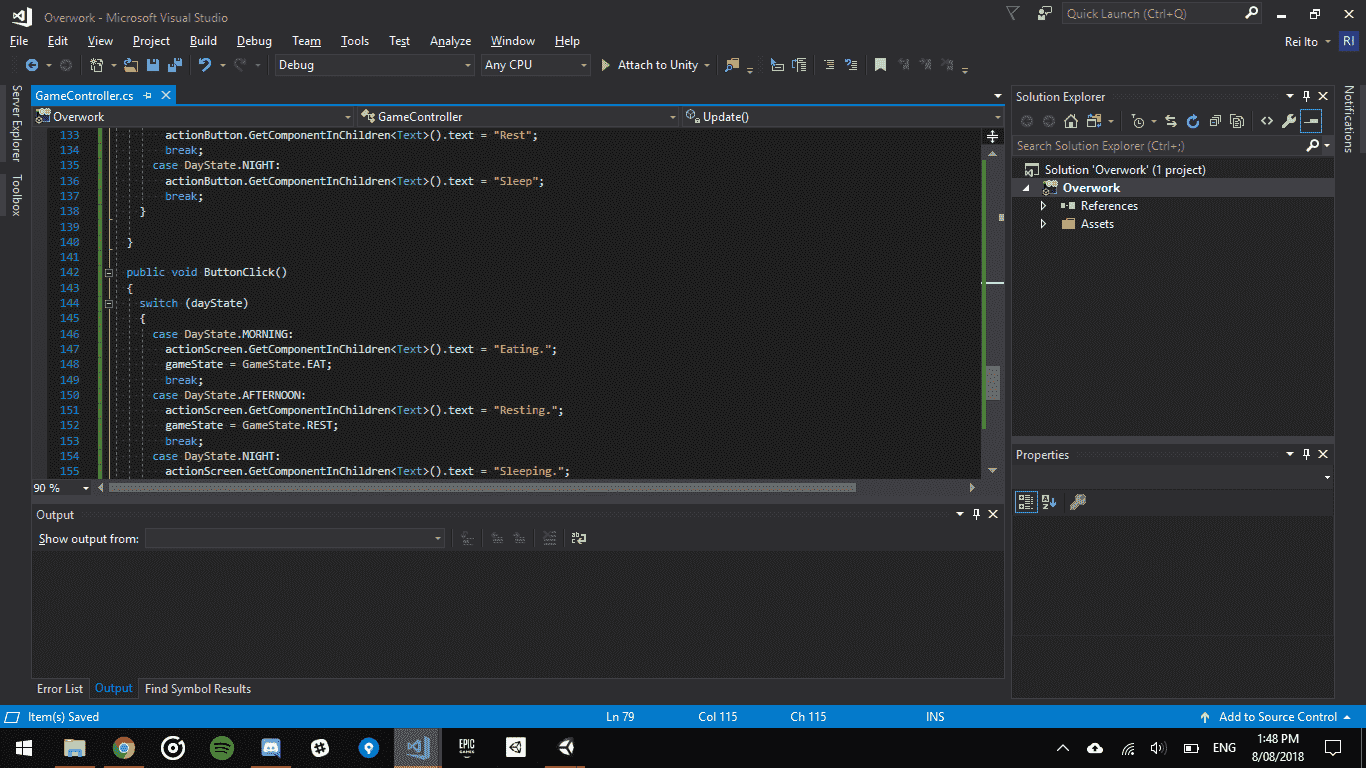 Overwork - Microsoft Visual Studio
Quick Launch (Ctrl+Q)
File Edit View Project Build Debug Team Tools Test Analyze Window Help
Rei Ito RI
Debug Any CPU Attach to Unity
Server Explorer
Toolbox
GameController.cs
Overwork GameController Update()
133 actionButton.GetComponentInChildren<Text>().text = "Rest";
134 break;
135 case DayState.NIGHT:
136 actionButton.GetComponentInChildren<Text>().text = "Sleep";
137 break;
138 }
139
140 }
141
142 public void ButtonClick()
143 {
144 switch (dayState)
145 {
146 case DayState.MORNING:
147 actionScreen.GetComponentInChildren<Text>().text = "Eating.";
148 gameState = GameState.EAT;
149 break;
150 case DayState.AFTERNOON:
151 actionScreen.GetComponentInChildren<Text>().text = "Resting.";
152 gameState = GameState.REST;
153 break;
154 case DayState.NIGHT:
155 actionScreen.GetComponentInChildren<Text>().text = "Sleeping.";
90 %
Output
Show output from:
Error List Output Find Symbol Results
Solution Explorer
Search Solution Explorer (Ctrl+;)
Solution 'Overwork' (1 project)
Overwork
References
Assets
Properties
Notifications
Item(s) Saved Ln 79 Col 115 Ch 115 INS Add to Source Control
EPIC GAMES
ENG
1:48 PM
8/08/2018